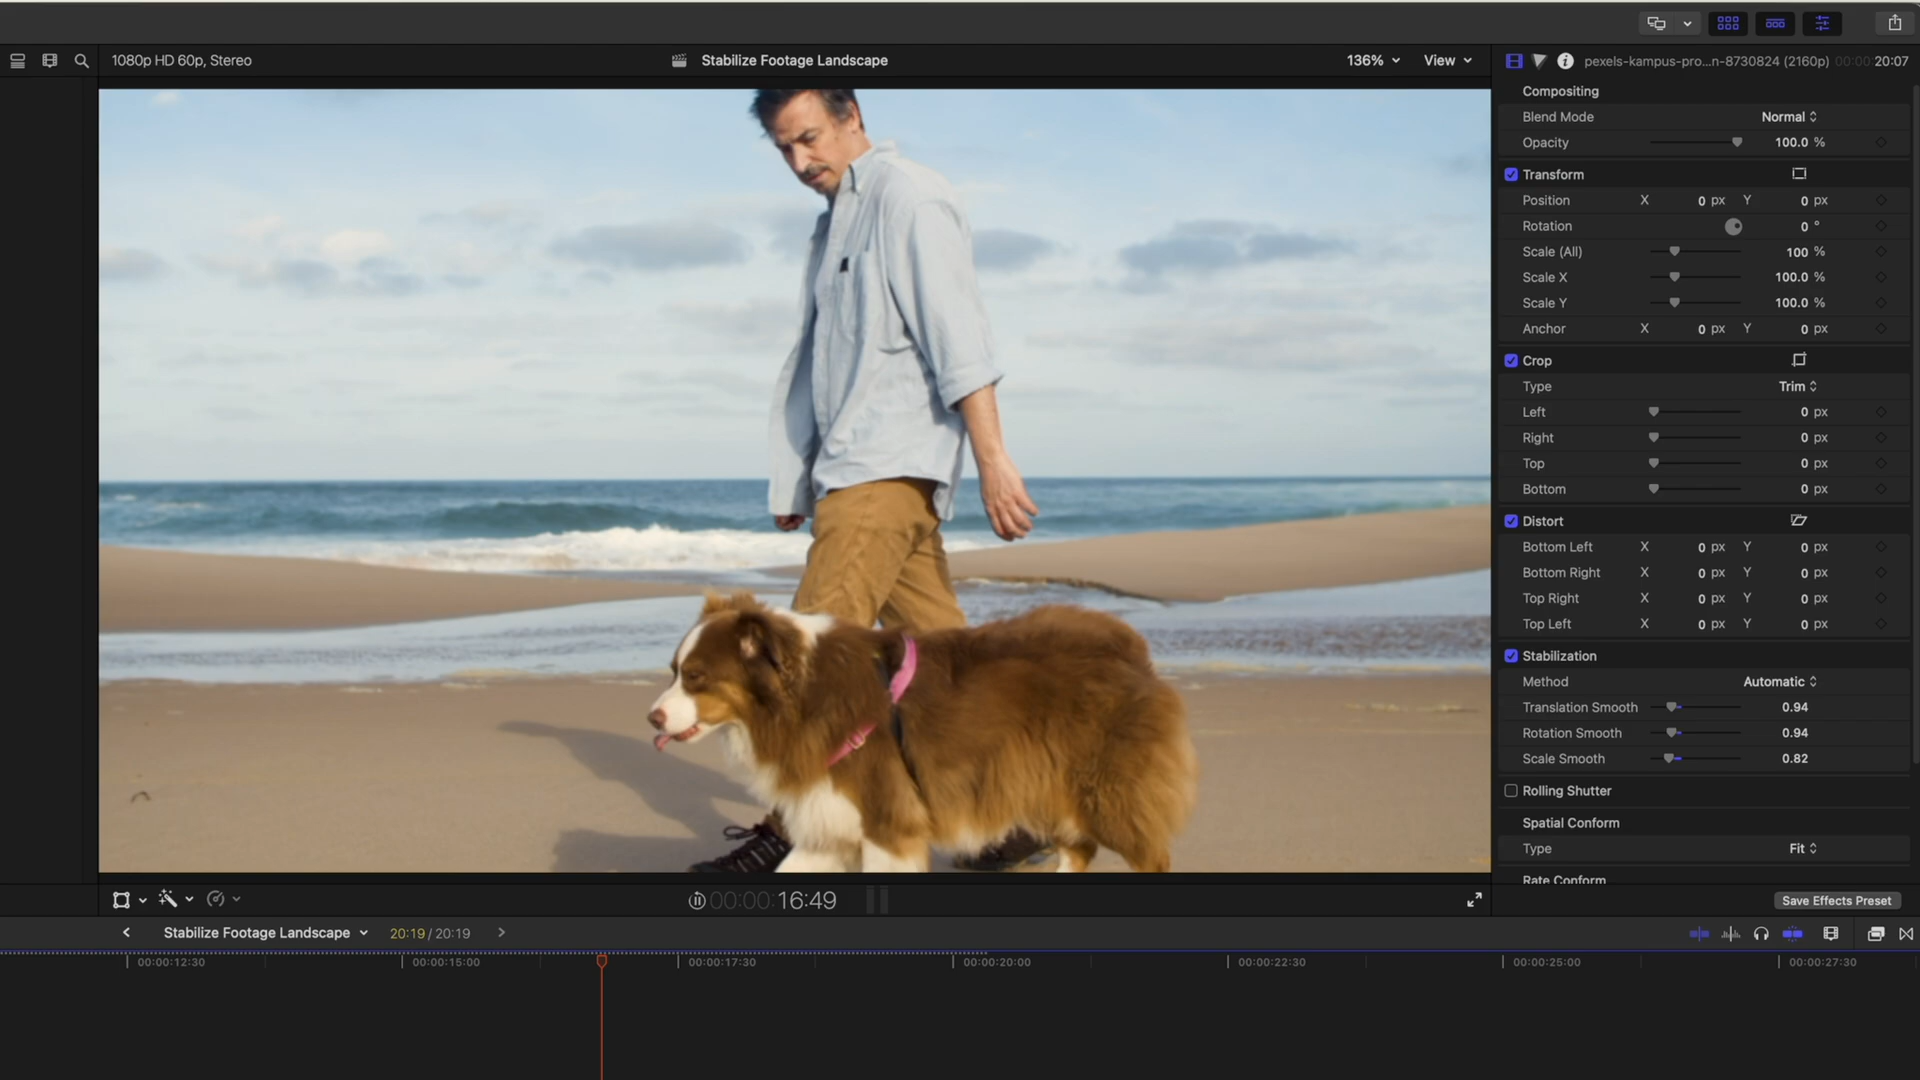 1080p HD 60p, Stereo
Stabilize Footage Landscape
136%
View
pexels-kampus-pro...n-8730824 (2160p)
00:00:20:07
Compositing
Blend Mode Normal
Opacity 100.0 %
Transform
Position X 0 px Y 0 px
Rotation 0 °
Scale (All) 100 %
Scale X 100.0 %
Scale Y 100.0 %
Anchor X 0 px Y 0 px
Crop
Type Trim
Left 0 px
Right 0 px
Top 0 px
Bottom 0 px
Distort
Bottom Left X 0 px Y 0 px
Bottom Right X 0 px Y 0 px
Top Right X 0 px Y 0 px
Top Left X 0 px Y 0 px
Stabilization
Method Automatic
Translation Smooth 0.94
Rotation Smooth 0.94
Scale Smooth 0.82
Rolling Shutter
Spatial Conform
Type Fit
Rate Conform
00:00:16:49
Save Effects Preset
Stabilize Footage Landscape
20:19 / 20:19
00:00:12:30
00:00:15:00
00:00:17:30
00:00:20:00
00:00:22:30
00:00:25:00
00:00:27:30